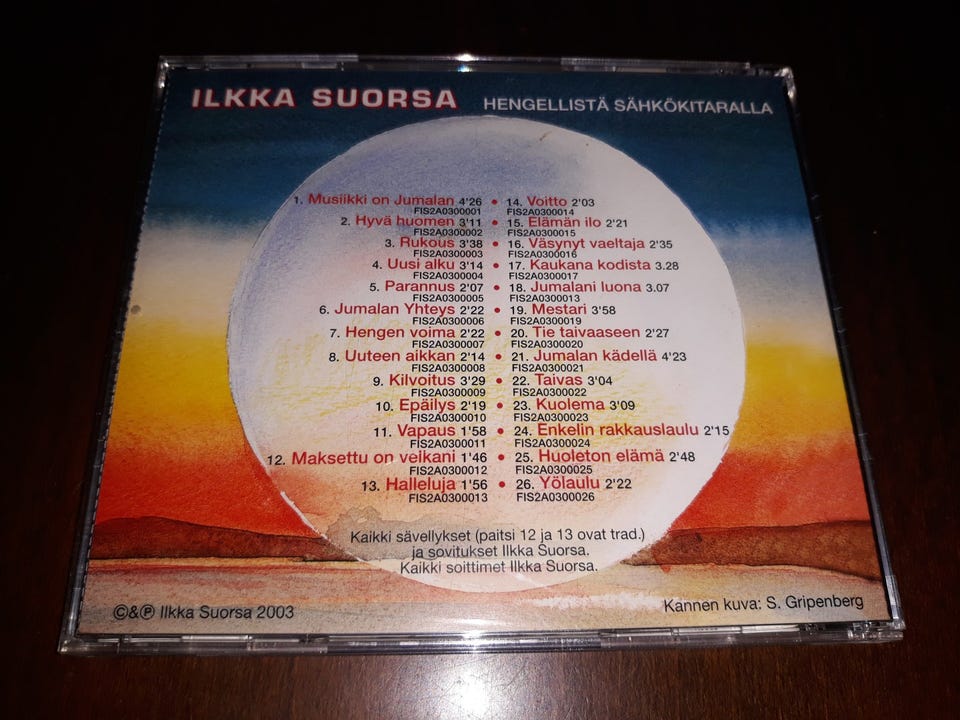 ILKKA SUORSA HENGELLISTÄ SÄHKÖKITARALLA
1. Musiikki on Jumalan 4'26
FIS2A0300001
2. Hyvä huomen 3'11
FIS2A0300002
3. Rukous 3'38
FIS2A0300003
4. Uusi alku 3'14
FIS2A0300004
5. Parannus 2'07
FIS2A0300005
6. Jumalan Yhteys 2'22
FIS2A0300006
7. Hengen voima 2'22
FIS2A0300007
8. Uuteen aikkan 2'14
FIS2A0300008
9. Kilvoitus 3'29
FIS2A0300009
10. Epäilys 2'19
FIS2A0300010
11. Vapaus 1'58
FIS2A0300011
12. Maksettu on velkani 1'46
FIS2A0300012
13. Halleluja 1'56
FIS2A0300013
• 14. Voitto 2'03
FIS2A0300014
• 15. Elämän ilo 2'21
FIS2A0300015
• 16. Väsynyt vaeltaja 2'35
FIS2A0300016
• 17. Kaukana kodista 3.28
FIS2A0300017
• 18. Jumalani luona 3.07
FIS2A0300013
• 19. Mestari 3'58
FIS2A0300019
• 20. Tie taivaaseen 2'27
FIS2A0300020
• 21. Jumalan kädellä 4'23
FIS2A0300021
• 22. Taivas 3'04
FIS2A0300022
• 23. Kuolema 3'09
FIS2A0300023
• 24. Enkelin rakkauslaulu 2'15
FIS2A0300024
• 25. Huoleton elämä 2'48
FIS2A0300025
• 26. Yölaulu 2'22
FIS2A0300026
Kaikki sävellykset (paitsi 12 ja 13 ovat trad.)
ja sovitukset Ilkka Suorsa.
Kaikki soittimet Ilkka Suorsa.
©&℗ Ilkka Suorsa 2003
Kannen kuva: S. Gripenberg